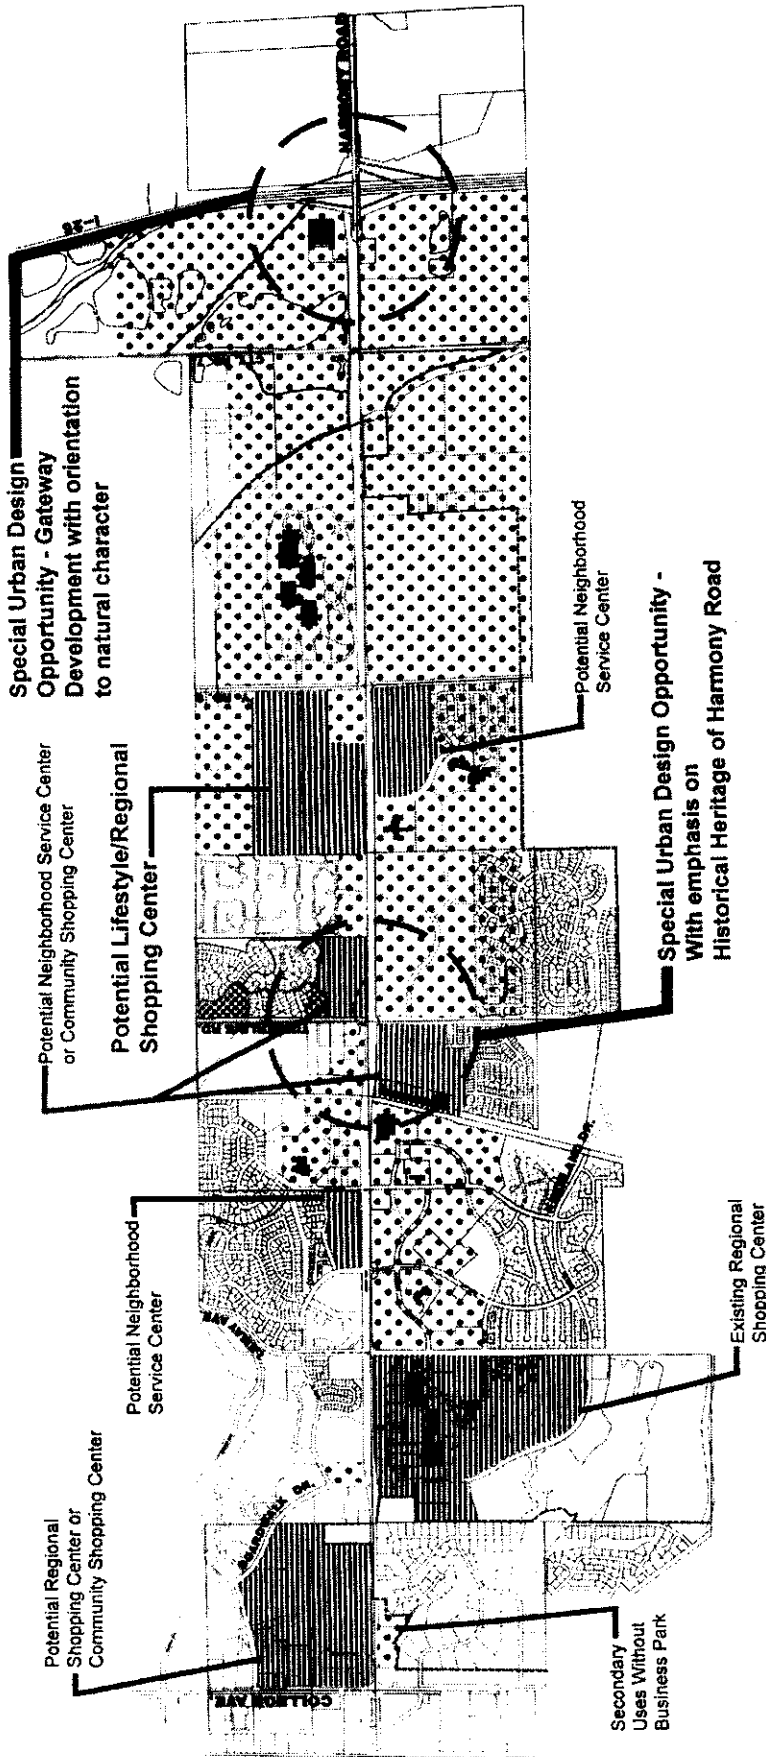 Special Urban Design
Opportunity - Gateway
Development with orientation
to natural character
Potential Neighborhood Service Center
or Community Shopping Center
Potential Lifestyle/Regional
Shopping Center
Potential Neighborhood
Service Center
Potential Regional
Shopping Center or
Community Shopping Center
HARMONY ROAD
I-25
BOARDWALK DR.
COLLEGE AVE
Potential Neighborhood
Service Center
Special Urban Design Opportunity -
With emphasis on
Historical Heritage of Harmony Road
Existing Regional
Shopping Center
Secondary
Uses Without
Business Park